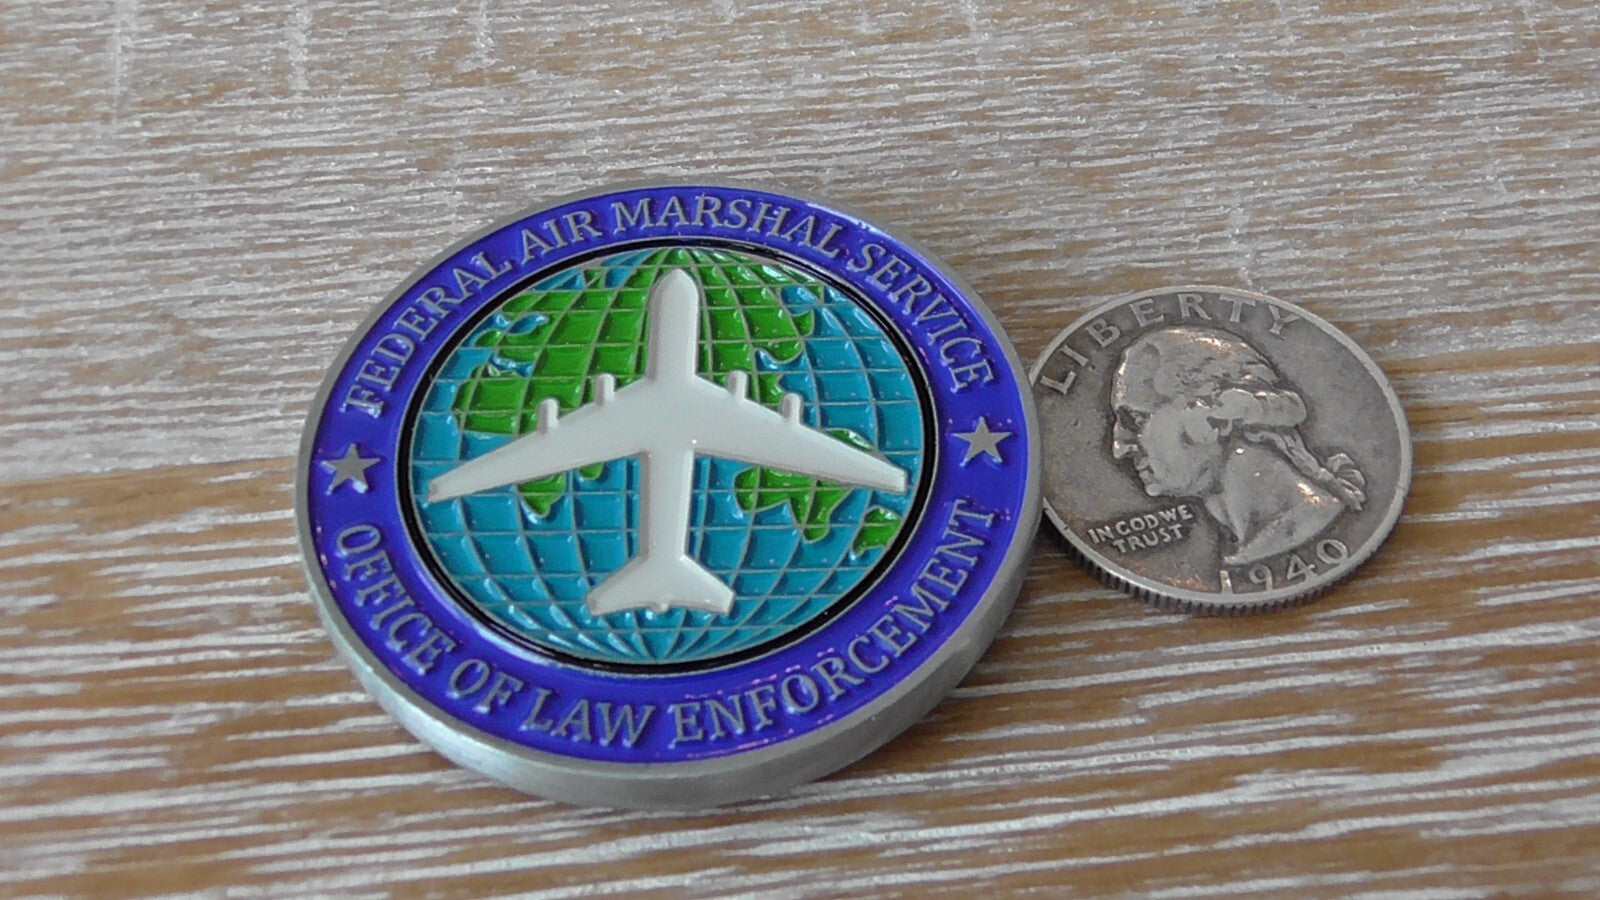 FEDERAL AIR MARSHAL SERVICE
OFFICE OF LAW ENFORCEMENT
LIBERTY
IN GOD WE
TRUST
1940